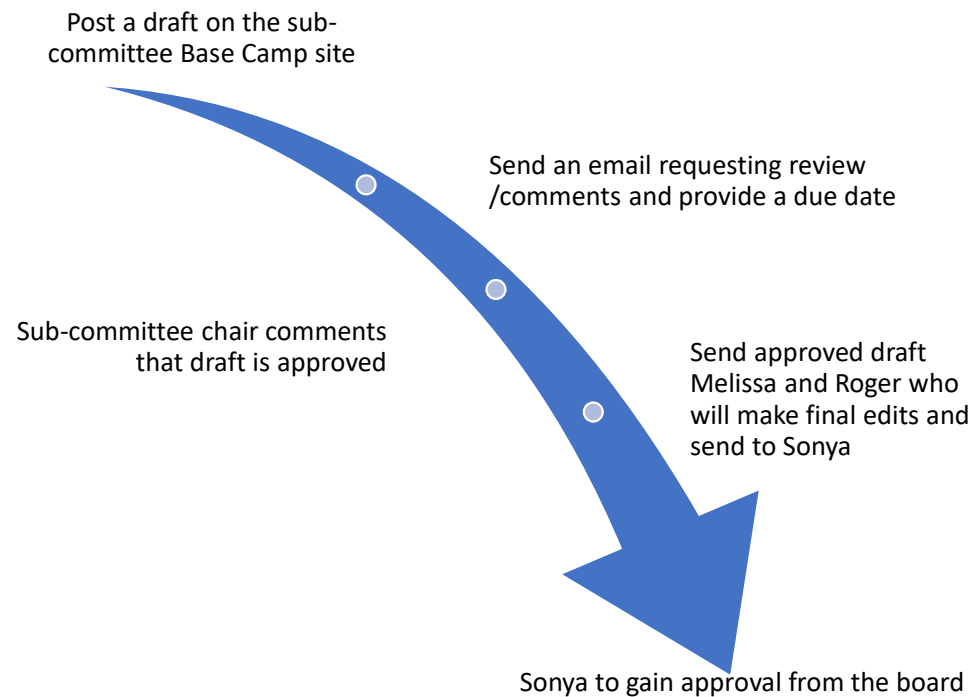 Post a draft on the sub-
committee Base Camp site
Send an email requesting review
/comments and provide a due date
Sub-committee chair comments
that draft is approved
Send approved draft
Melissa and Roger who
will make final edits and
send to Sonya
Sonya to gain approval from the board